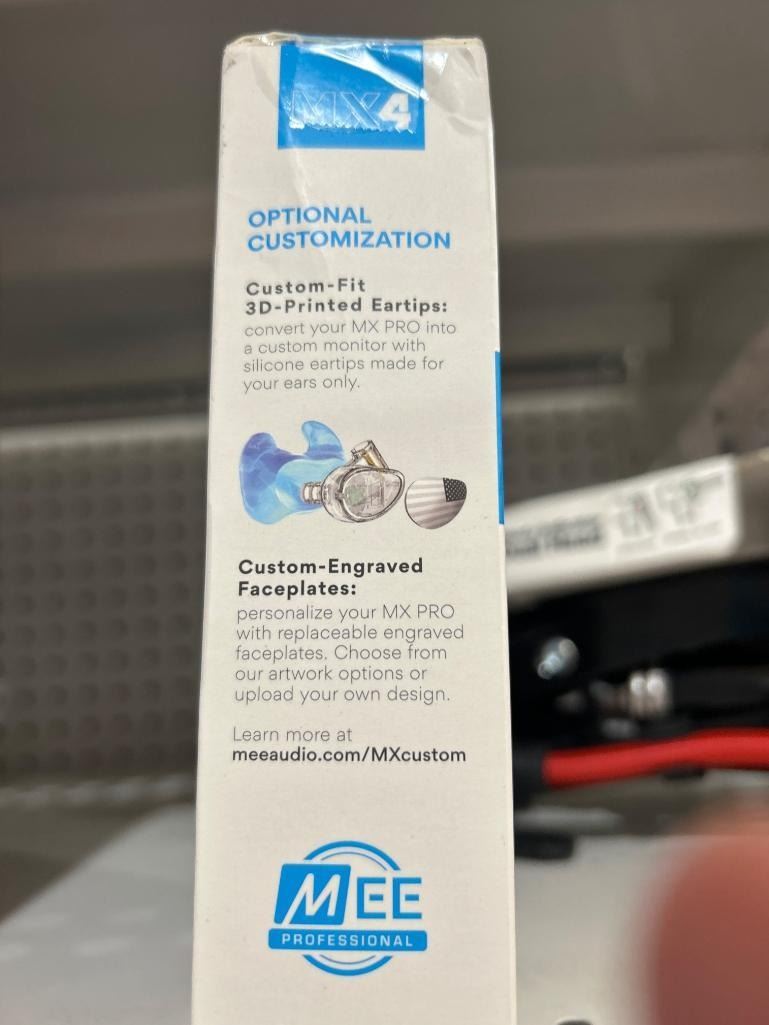 MX4
OPTIONAL
CUSTOMIZATION
Custom-Fit
3D-Printed Eartips:
convert your MX PRO into
a custom monitor with
silicone eartips made for
your ears only.
Custom-Engraved
Faceplates:
personalize your MX PRO
with replaceable engraved
faceplates. Choose from
our artwork options or
upload your own design.
Learn more at
meeaudio.com/MXcustom
MEE
PROFESSIONAL